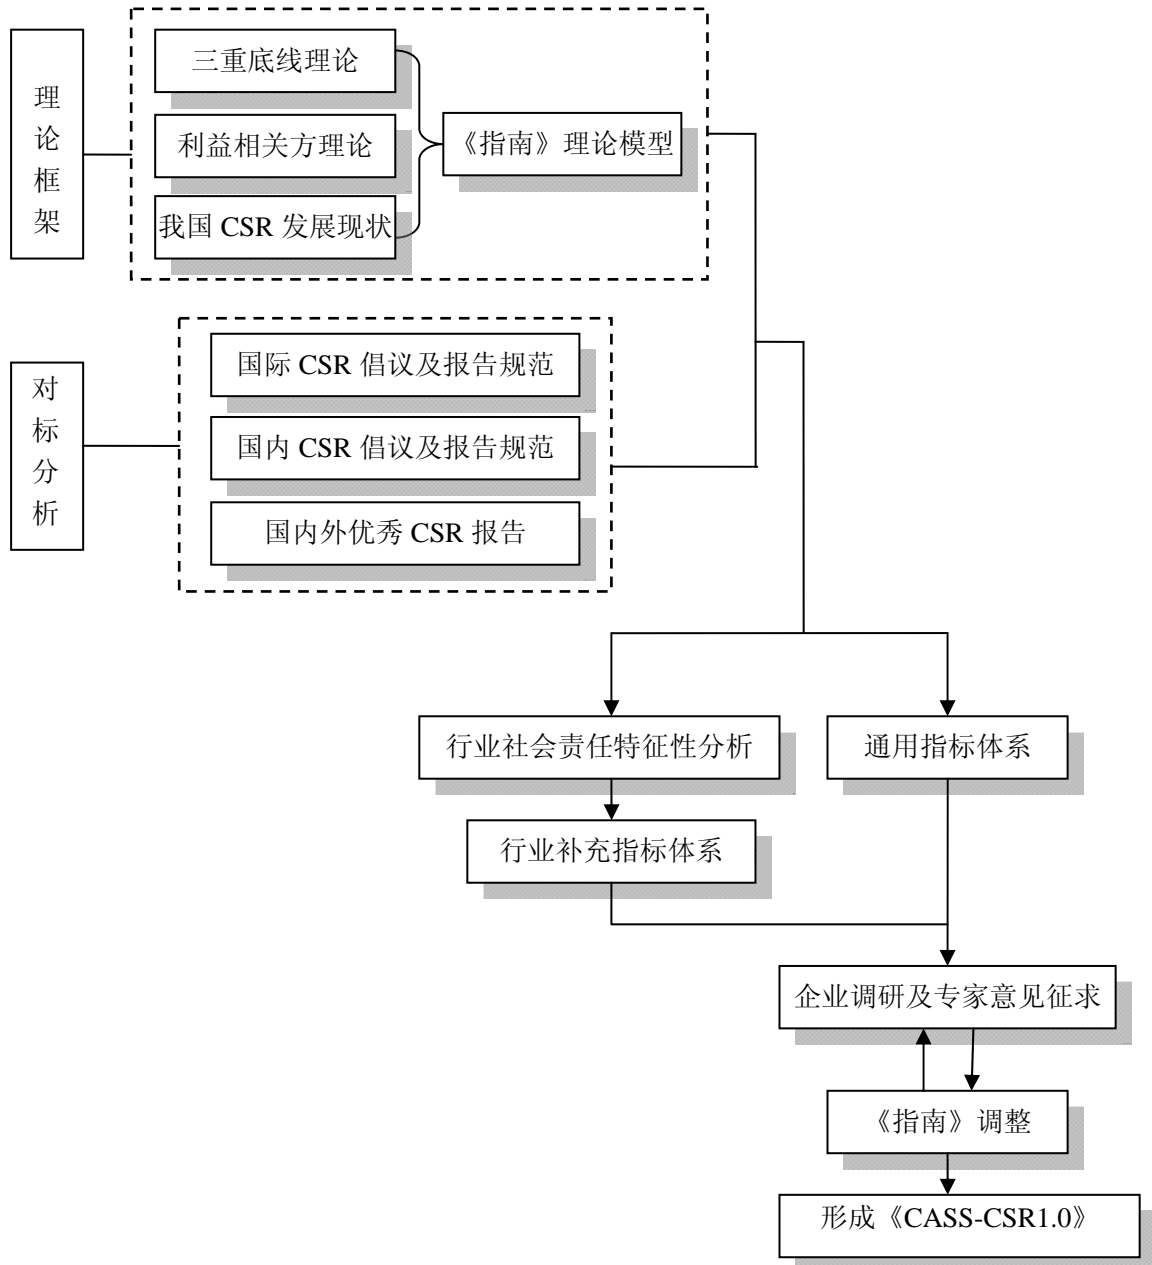 理论框架
三重底线理论
利益相关方理论
我国 CSR 发展现状
《指南》理论模型
对标分析
国际 CSR 倡议及报告规范
国内 CSR 倡议及报告规范
国内外优秀 CSR 报告
行业社会责任特征性分析
通用指标体系
行业补充指标体系
企业调研及专家意见征求
《指南》调整
形成《CASS-CSR1.0》